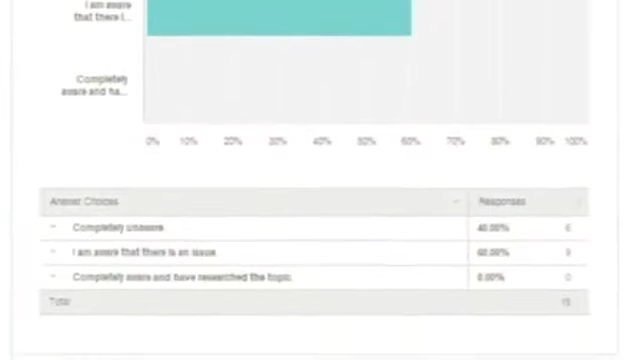 I am aware
that there i...
Completely
aware and ha...
0% 10% 20% 30% 40% 50% 60% 70% 80% 90% 100%
Answer Choices Responses
Completely unaware 40.00% 6
I am aware that there is an issue 60.00% 9
Completely aware and have researched the topic 0.00% 0
Total 15